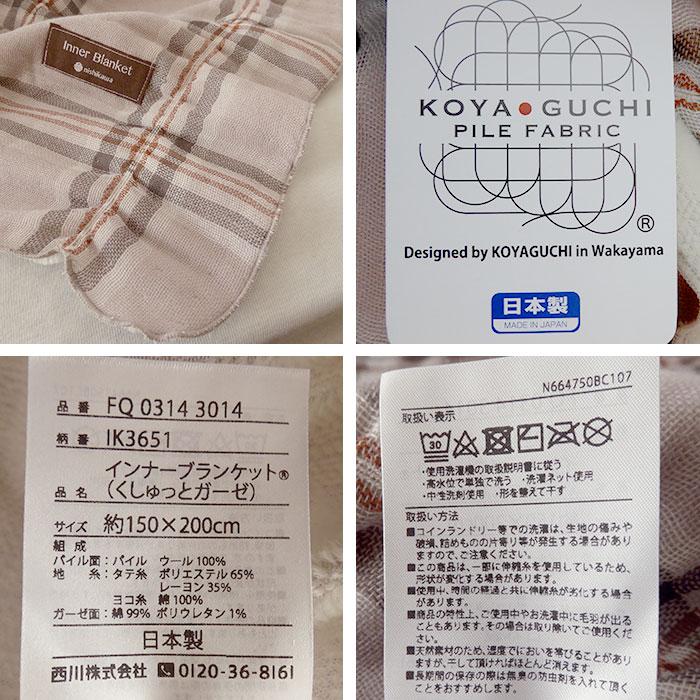 Inner Blanket
nishikawa
KOYA●GUCHI
PILE FABRIC
®
Designed by KOYAGUCHI in Wakayama
日本製
MADE IN JAPAN
品番 FQ 0314 3014
柄番 IK3651
品名 インナーブランケット®
(くしゅっとガーゼ)
サイズ 約150×200cm
組成
パイル面：パイル ウール 100%
地 糸：タテ糸 ポリエステル 65%
レーヨン 35%
ヨコ糸 綿 100%
ガーゼ面：綿 99% ポリウレタン 1%
日本製
西川株式会社 0120-36-8161
N664750BC107
取扱い表示
30
・使用洗濯機の取扱説明書に従う
・高水位で単独で洗う ・洗濯ネット使用
・中性洗剤使用 ・形を整えて干す
取扱い方法
■コインランドリー等での洗濯は、生地の傷みや
破損、詰めものの片寄り等が発生する場合があり
ますので、ご注意ください。
■この商品は、一部に伸縮糸を使用しているため、
形状が変化する場合があります。
■使用中、時間の経過と共に伸縮糸が劣化する場合
があります。
■商品の特性上、ご使用中やお洗濯中に毛羽が出る
こともあります。その場合は取り除いてご使用く
ださい。
■天然素材のため、湿度でにおいを帯びることがあり
ますが、干して頂ければほとんど消えます。
■長期間の保存の際は無臭の防虫剤を入れて頂く
ことをおすすめします。